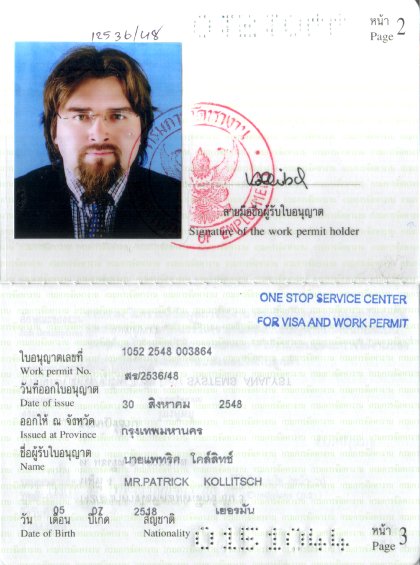 12536/48
หน้า 2
Page
ลายมือชื่อผู้รับใบอนุญาต
Signature of the work permit holder
OF EMPLOYMENT
ONE STOP SERVICE CENTER
FOR VISA AND WORK PERMIT
ใบอนุญาตเลขที่ 1052 2548 003864
Work permit No. สร/2536/48
วันที่ออกใบอนุญาต
Date of issue 30 สิงหาคม 2548
ออกให้ ณ จังหวัด
Issued at Province กรุงเทพมหานคร
ชื่อผู้รับใบอนุญาต นายแพทริค โคล์ลิทช์
Name
MR.PATRICK KOLLITSCH
05 07 2518 เยอรมัน
วัน เดือน ปีเกิด สัญชาติ
Date of Birth Nationality
หน้า 3
Page